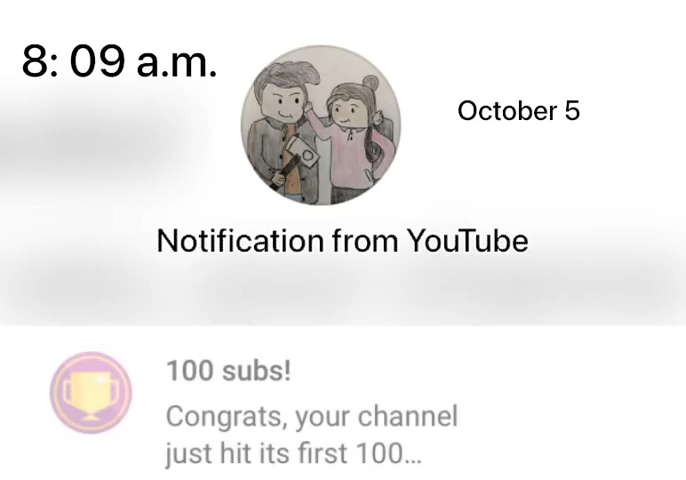 8: 09 a.m.
October 5
Notification from YouTube
100 subs!
Congrats, your channel
just hit its first 100...